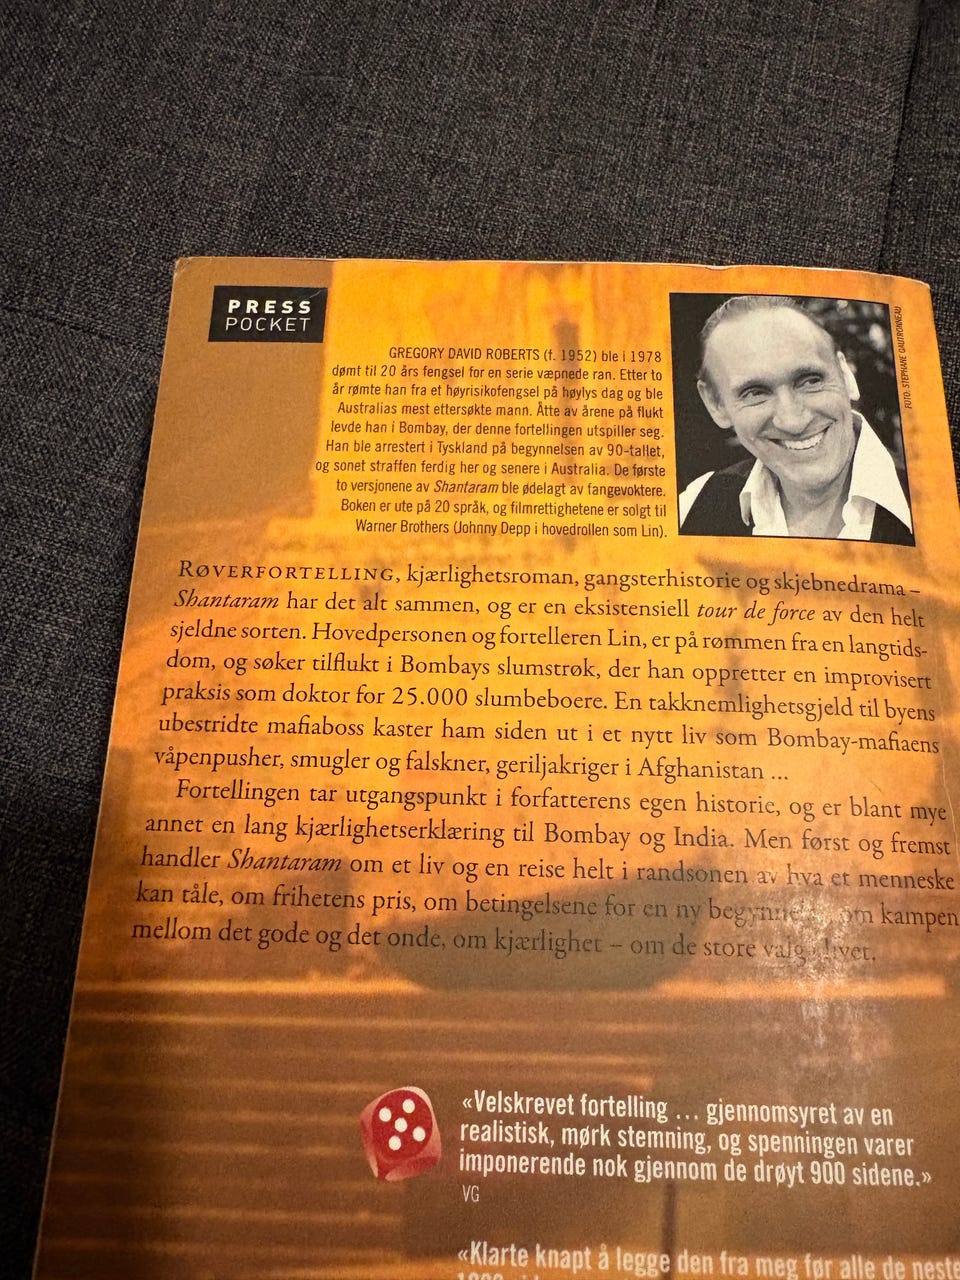 PRESS
POCKET
GREGORY DAVID ROBERTS (f. 1952) ble i 1978
dømt til 20 års fengsel for en serie væpnede ran. Etter to
år rømte han fra et høyrisikofengsel på høylys dag og ble
Australias mest ettersøkte mann. Åtte av årene på flukt
levde han i Bombay, der denne fortellingen utspiller seg.
Han ble arrestert i Tyskland på begynnelsen av 90-tallet,
og sonet straffen ferdig her og senere i Australia. De første
to versjonene av Shantaram ble ødelagt av fangevoktere.
Boken er ute på 20 språk, og filmrettighetene er solgt til
Warner Brothers (Johnny Depp i hovedrollen som Lin).
FOTO: STEPHANE GAUTRONNEAU
RØVERFORTELLING, kjærlighetsroman, gangsterhistorie og skjebnedrama –
Shantaram har det alt sammen, og er en eksistensiell tour de force av den helt
sjeldne sorten. Hovedpersonen og fortelleren Lin, er på rømmen fra en langtids-
dom, og søker tilflukt i Bombays slumstrøk, der han oppretter en improvisert
praksis som doktor for 25.000 slumbeboere. En takknemlighetsgjeld til byens
ubestridte mafiaboss kaster ham siden ut i et nytt liv som Bombay-mafiaens
våpenpusher, smugler og falskner, geriljakriger i Afghanistan ...
Fortellingen tar utgangspunkt i forfatterens egen historie, og er blant mye
annet en lang kjærlighetserklæring til Bombay og India. Men først og fremst
handler Shantaram om et liv og en reise helt i randsonen av hva et menneske
kan tåle, om frihetens pris, om betingelsene for en ny begynnelse, om kampen
mellom det gode og det onde, om kjærlighet – om de store valg i livet.
«Velskrevet fortelling ... gjennomsyret av en
realistisk, mørk stemning, og spenningen varer
imponerende nok gjennom de drøyt 900 sidene.»
VG
«Klarte knapt å legge den fra meg før alle de neste